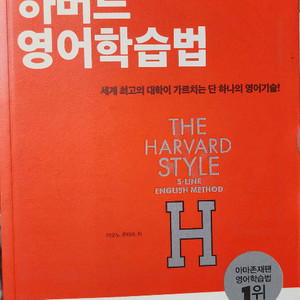 하버드
영어학습법
세계 최고의 대학이 가르치는 단 하나의 영어기술!
THE
HARVARD
STYLE
5-LINE
ENGLISH METHOD
H
아마존재팬
영어학습법
1위